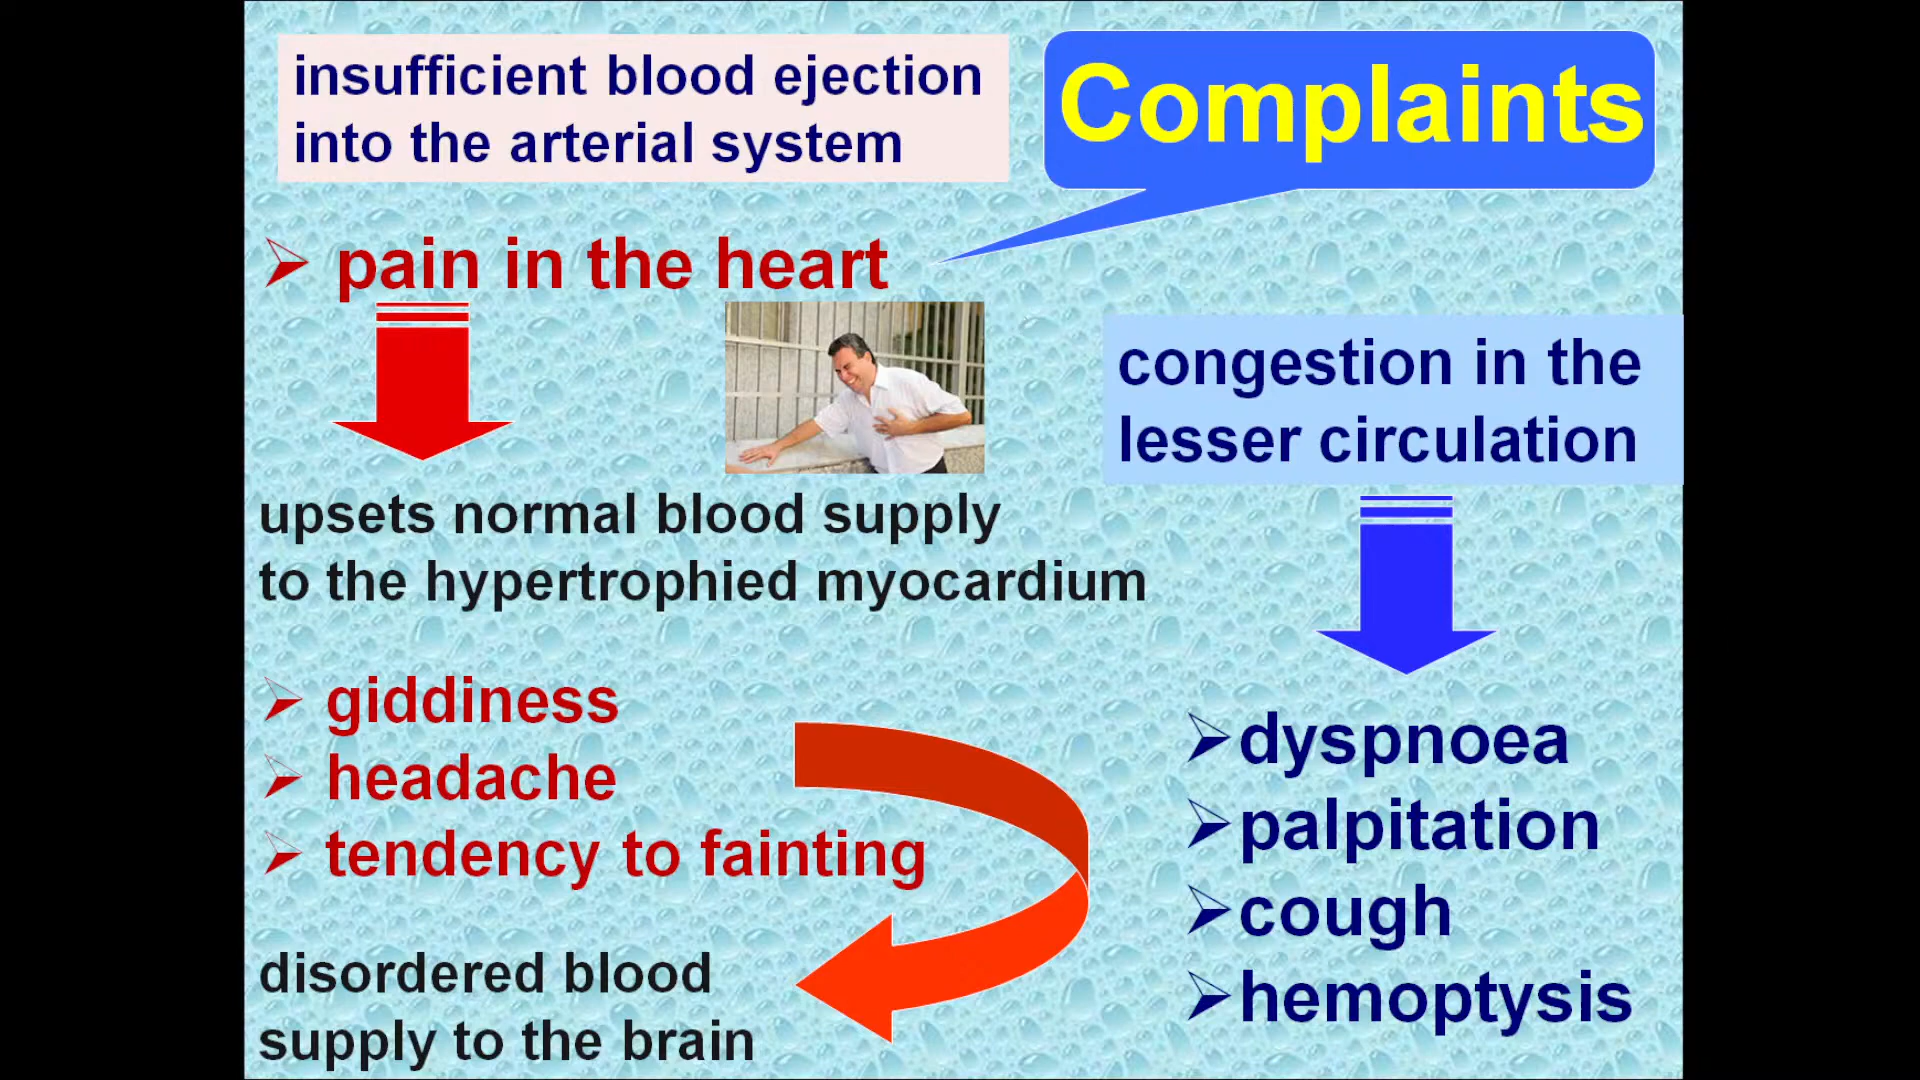 insufficient blood ejection
into the arterial system
Complaints
pain in the heart
upsets normal blood supply
to the hypertrophied myocardium
giddiness
headache
tendency to fainting
disordered blood
supply to the brain
congestion in the
lesser circulation
dyspnoea
palpitation
cough
hemoptysis